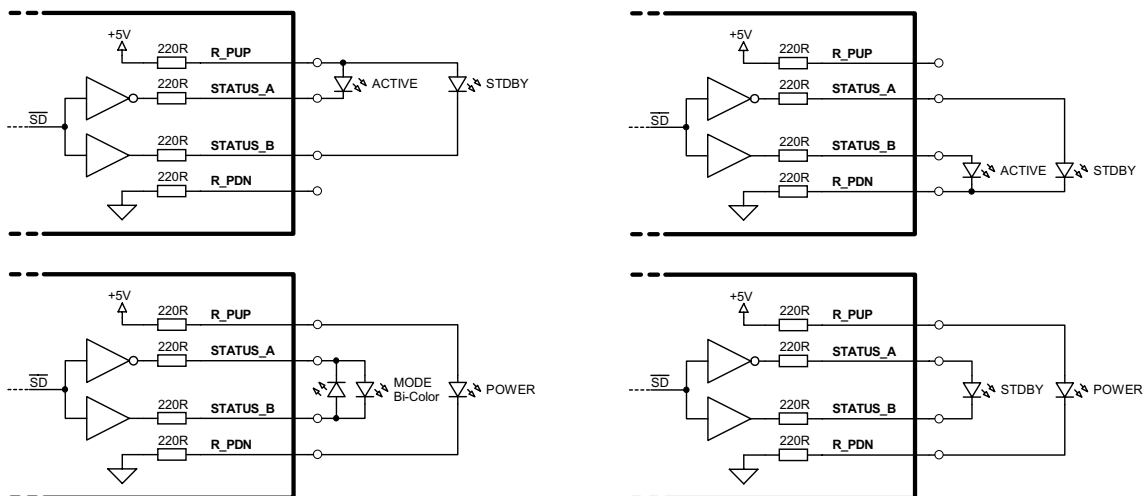 +5V
220R R_PUP
220R STATUS_A ACTIVE STDBY
SD
220R STATUS_B
220R R_PDN
+5V
220R R_PUP
220R STATUS_A
SD
220R STATUS_B
220R R_PDN ACTIVE STDBY
+5V
220R R_PUP
220R STATUS_A
SD MODE POWER
Bi-Color
220R STATUS_B
220R R_PDN
+5V
220R R_PUP
220R STATUS_A
SD STDBY POWER
220R STATUS_B
220R R_PDN